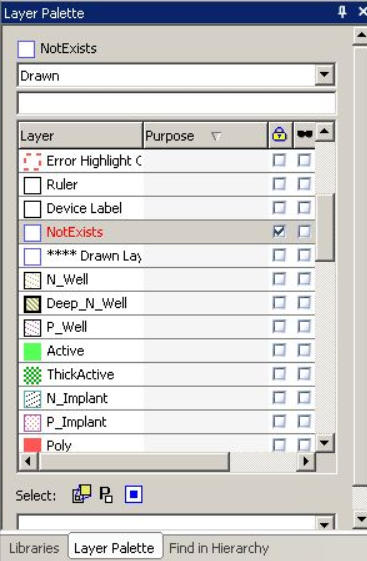 Layer Palette
NotExists
Drawn
Layer Purpose
Error Highlight C
Ruler
Device Label
NotExists
**** Drawn Lay
N_Well
Deep_N_Well
P_Well
Active
ThickActive
N_Implant
P_Implant
Poly
Select:
Libraries Layer Palette Find in Hierarchy